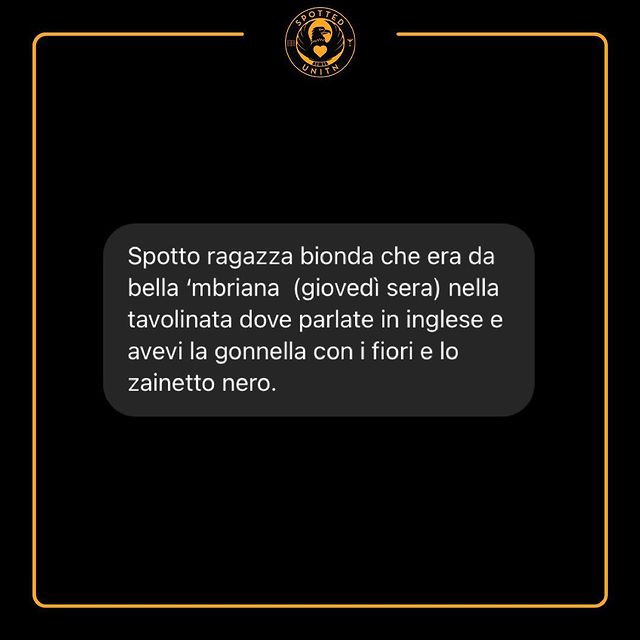 SPOTTED
UNITN
Spotto ragazza bionda che era da
bella ‘mbriana  (giovedì sera) nella
tavolinata dove parlate in inglese e
avevi la gonnella con i fiori e lo
zainetto nero.